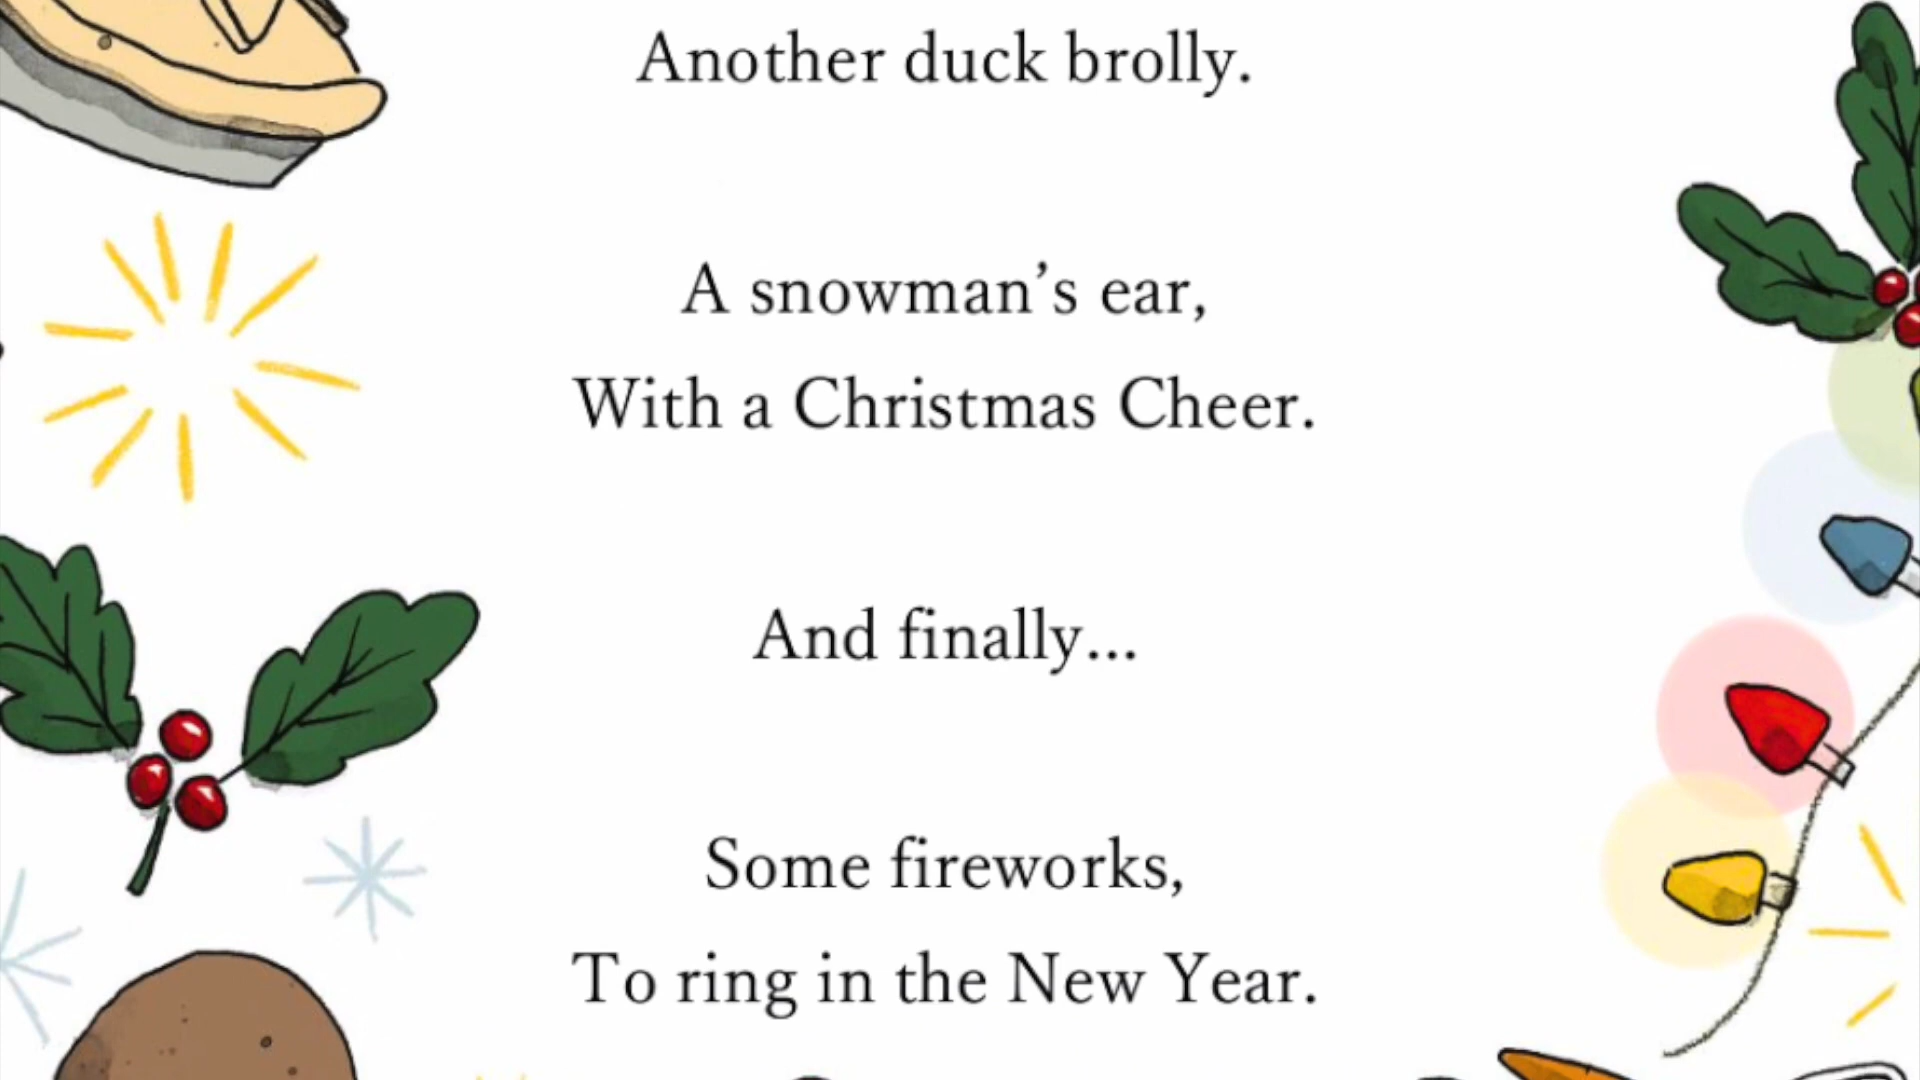 Another duck brolly.
A snowman’s ear,
With a Christmas Cheer.
And finally...
Some fireworks,
To ring in the New Year.